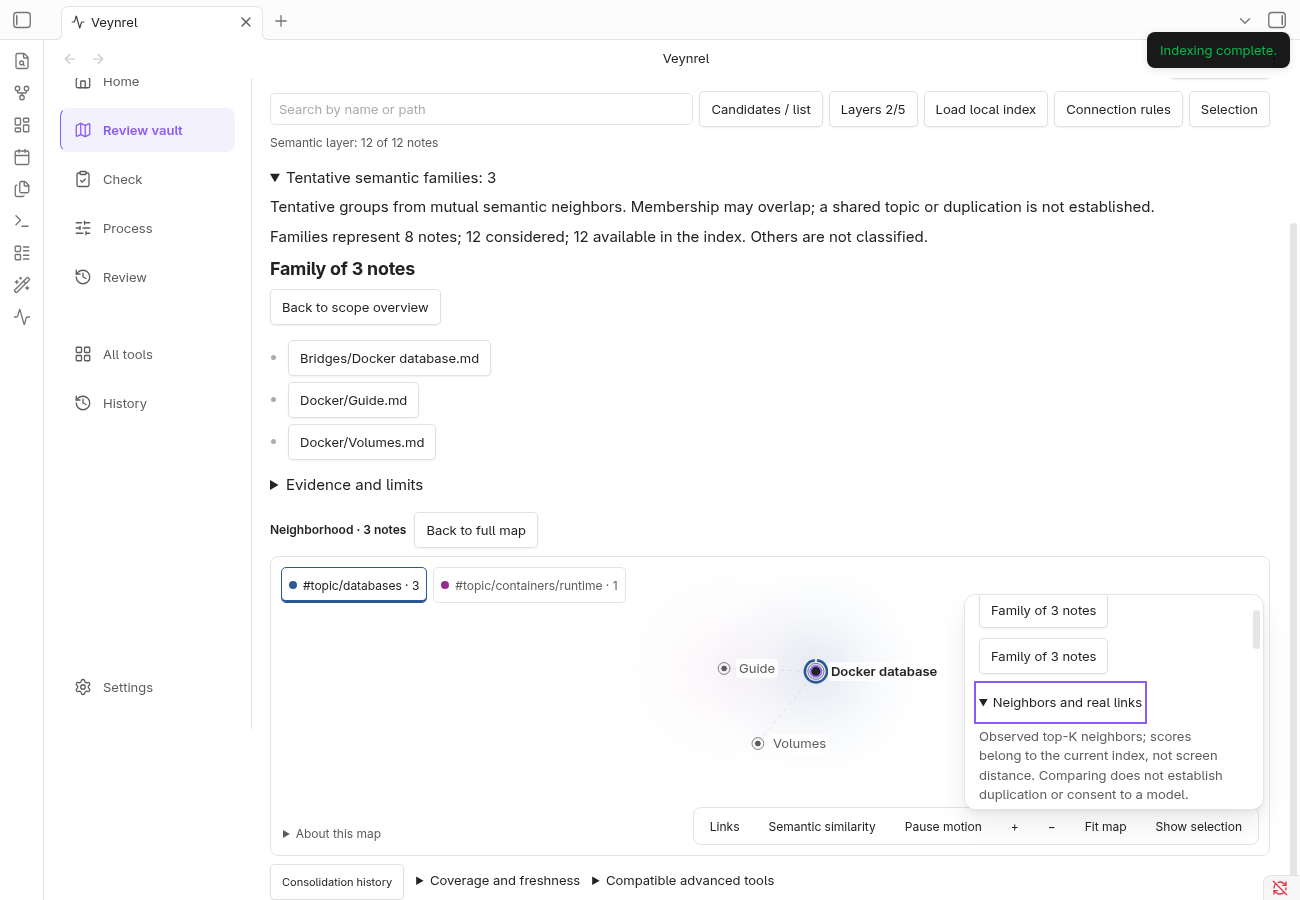 Veynrel
Veynrel
Indexing complete.
Home
Review vault
Check
Process
Review
All tools
History
Settings
Search by name or path
Candidates / list
Layers 2/5
Load local index
Connection rules
Selection
Semantic layer: 12 of 12 notes
Tentative semantic families: 3
Tentative groups from mutual semantic neighbors. Membership may overlap; a shared topic or duplication is not established.
Families represent 8 notes; 12 considered; 12 available in the index. Others are not classified.
Family of 3 notes
Back to scope overview
Bridges/Docker database.md
Docker/Guide.md
Docker/Volumes.md
Evidence and limits
Neighborhood · 3 notes
Back to full map
#topic/databases · 3
#topic/containers/runtime · 1
Guide
Docker database
Volumes
Family of 3 notes
Family of 3 notes
Neighbors and real links
Observed top-K neighbors; scores
belong to the current index, not screen
distance. Comparing does not establish
duplication or consent to a model.
About this map
Links
Semantic similarity
Pause motion
+
−
Fit map
Show selection
Consolidation history
Coverage and freshness
Compatible advanced tools